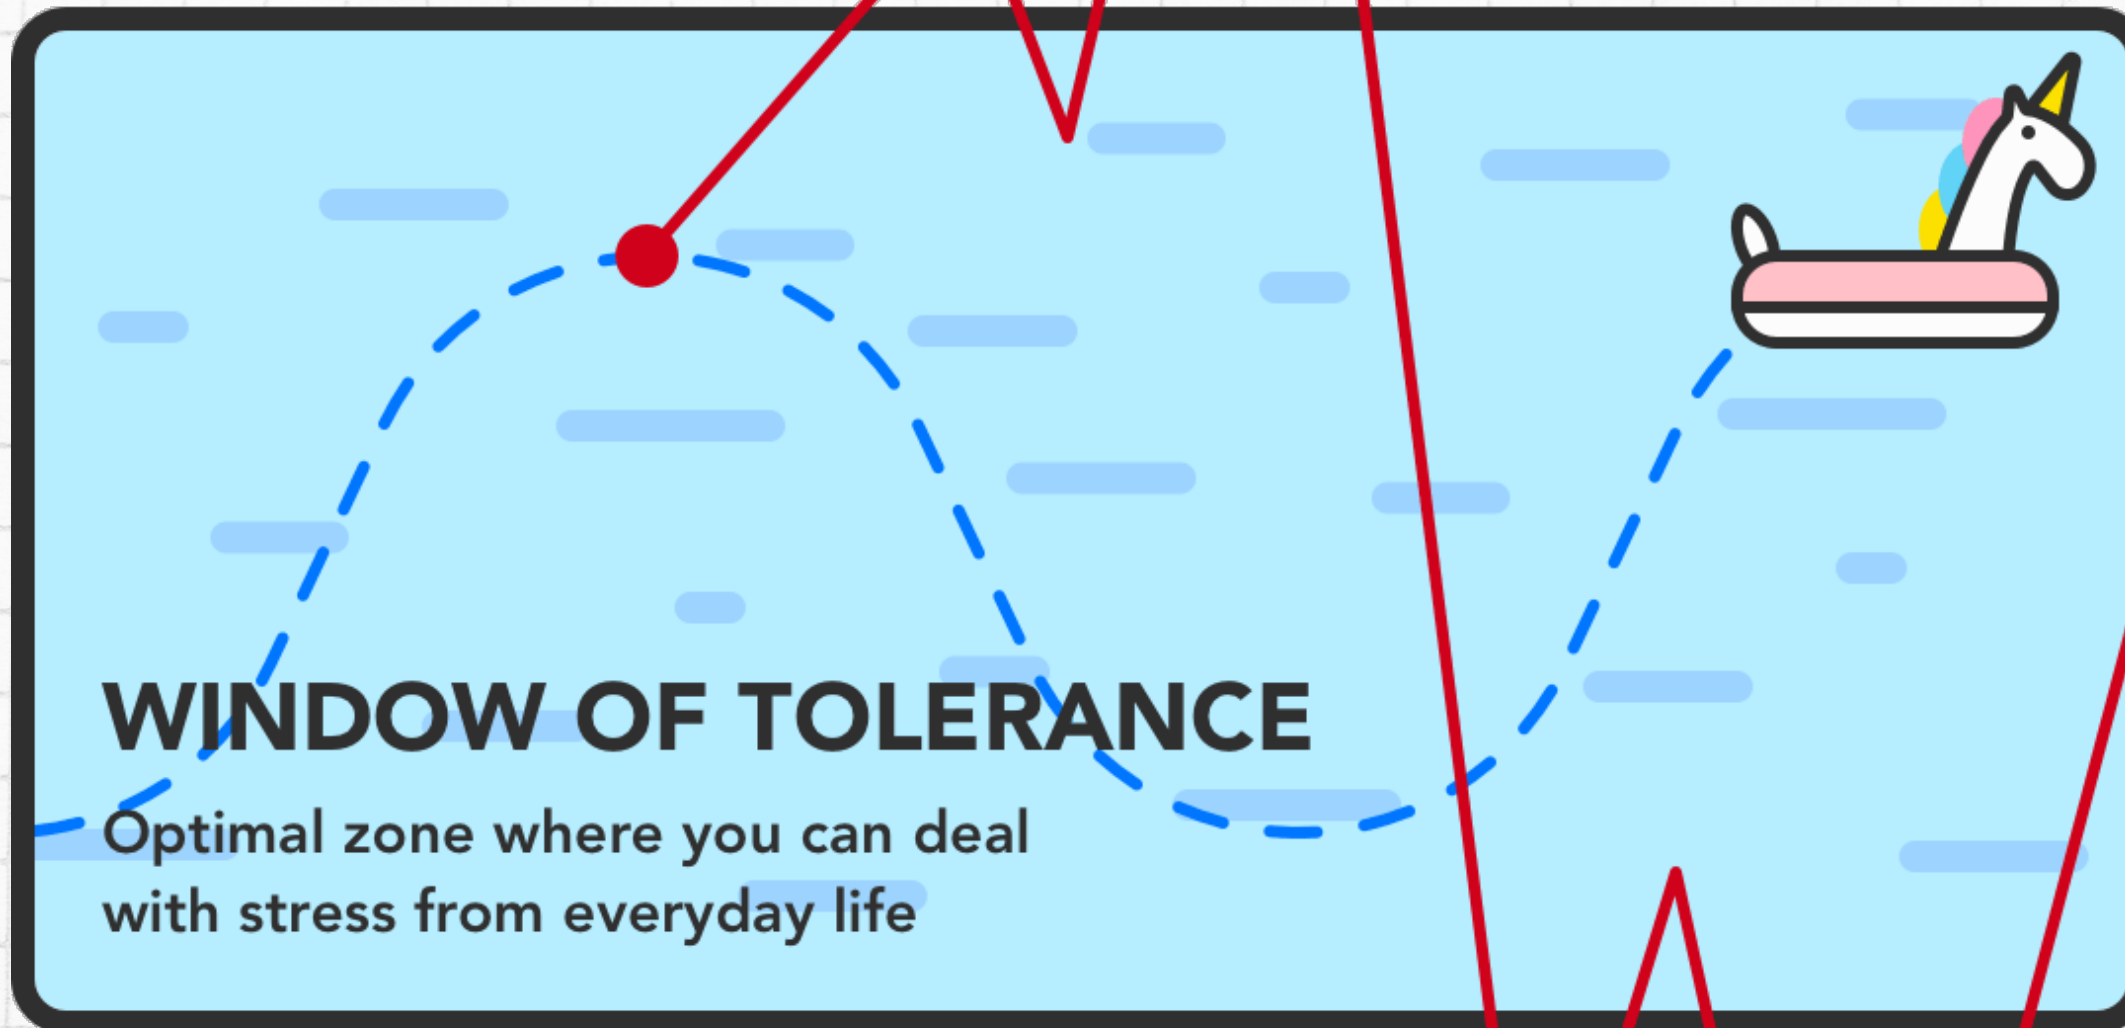 WINDOW OF TOLERANCE
Optimal zone where you can deal
with stress from everyday life